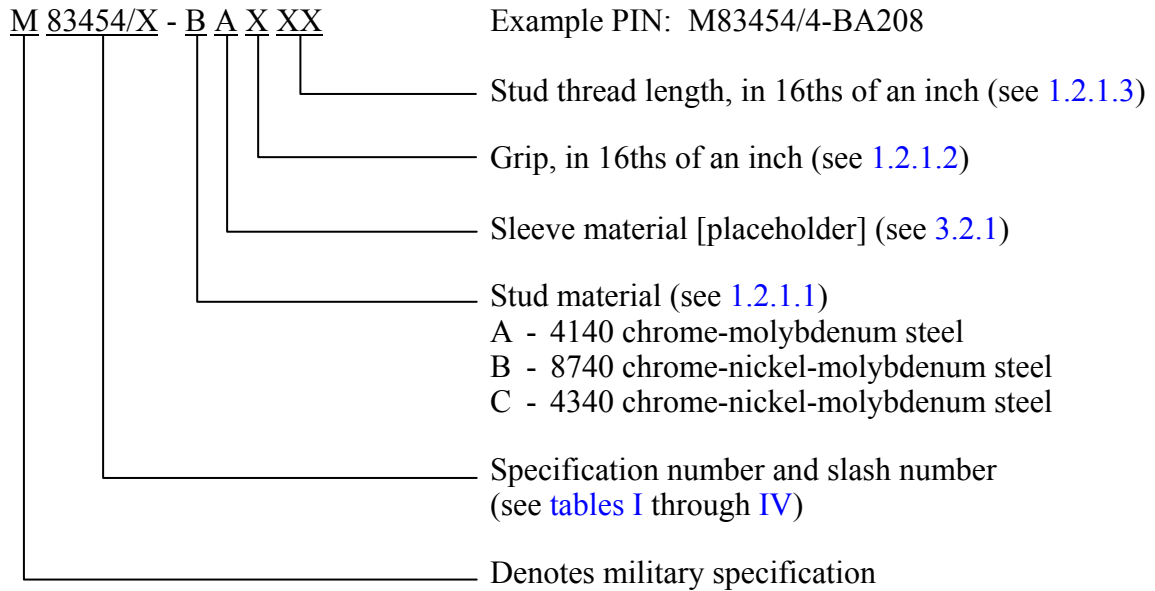 M 83454/X - B A X XX Example PIN: M83454/4-BA208
Stud thread length, in 16ths of an inch (see 1.2.1.3)
Grip, in 16ths of an inch (see 1.2.1.2)
Sleeve material [placeholder] (see 3.2.1)
Stud material (see 1.2.1.1)
A - 4140 chrome-molybdenum steel
B - 8740 chrome-nickel-molybdenum steel
C - 4340 chrome-nickel-molybdenum steel
Specification number and slash number
(see tables I through IV)
Denotes military specification